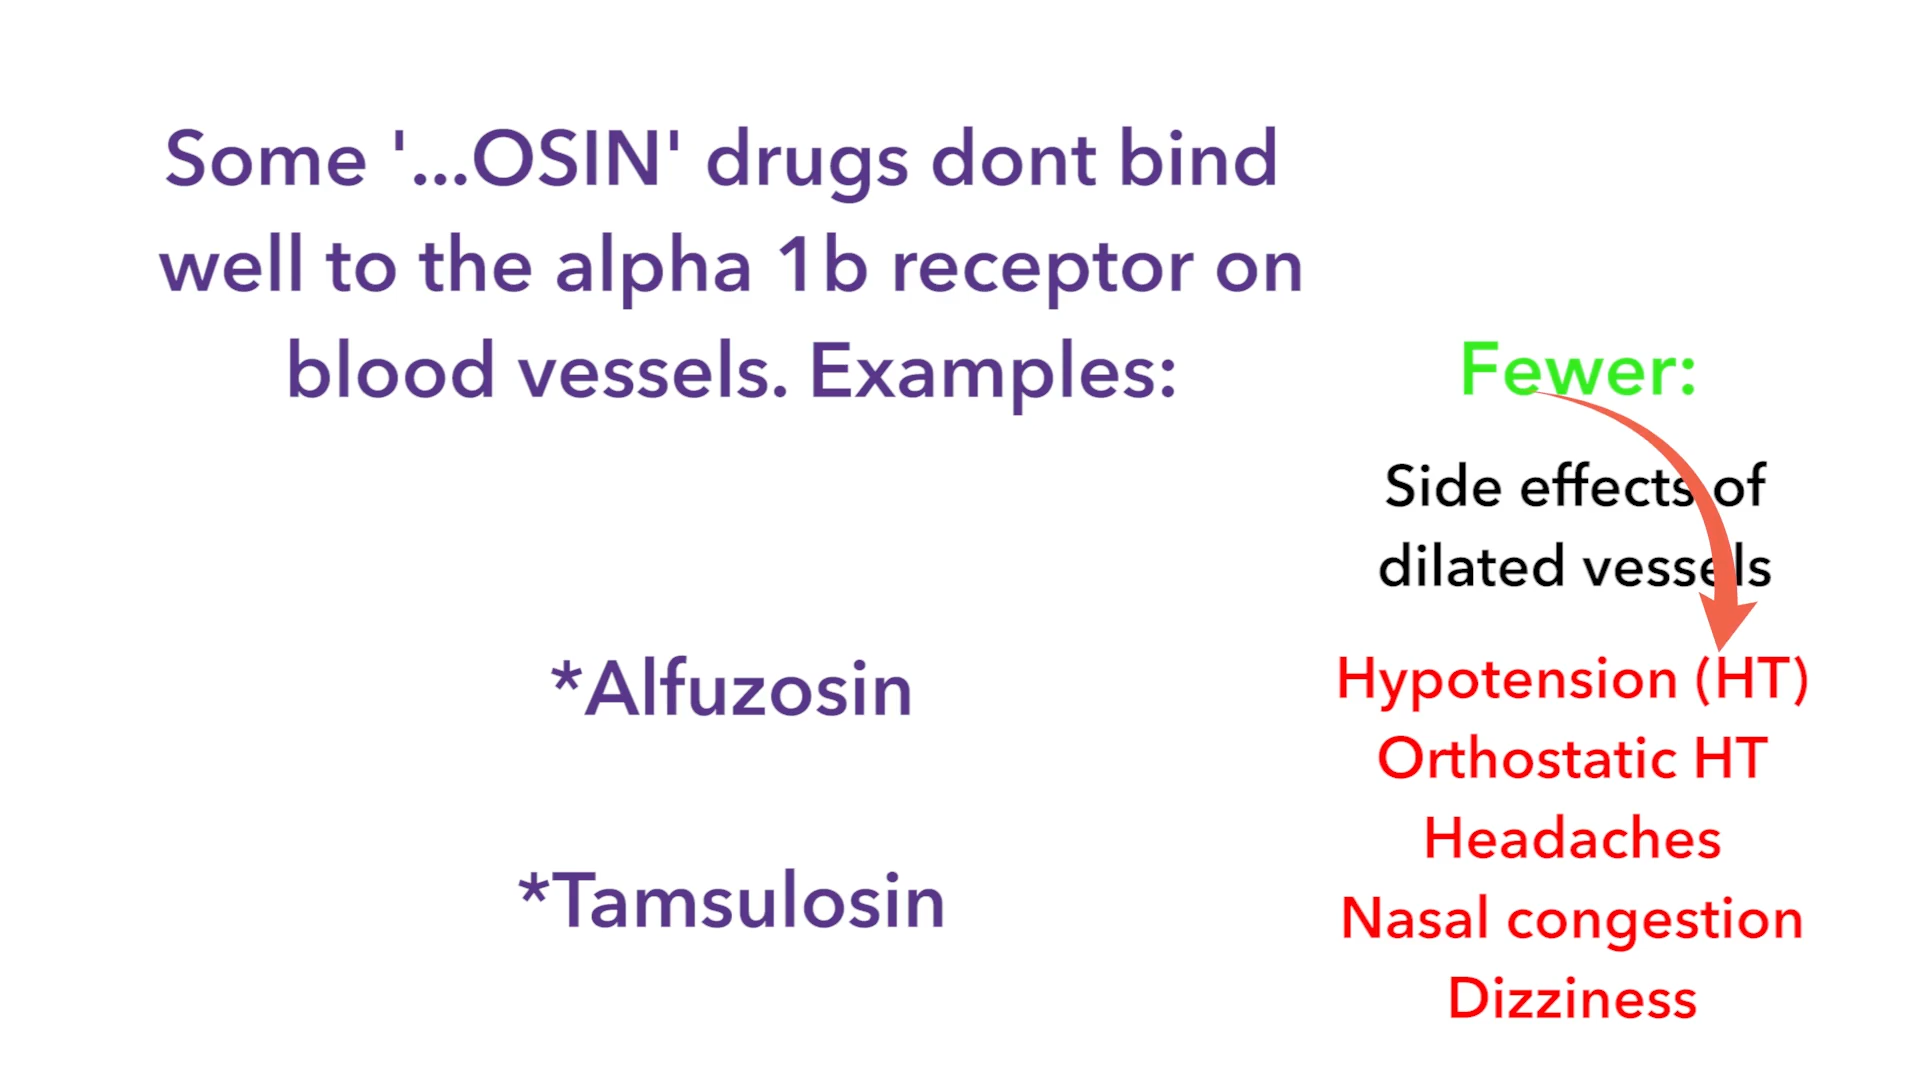 Some '...OSIN' drugs dont bind
well to the alpha 1b receptor on
blood vessels. Examples:
*Alfuzosin
*Tamsulosin
Fewer:
Side effects of
dilated vessels
Hypotension (HT)
Orthostatic HT
Headaches
Nasal congestion
Dizziness